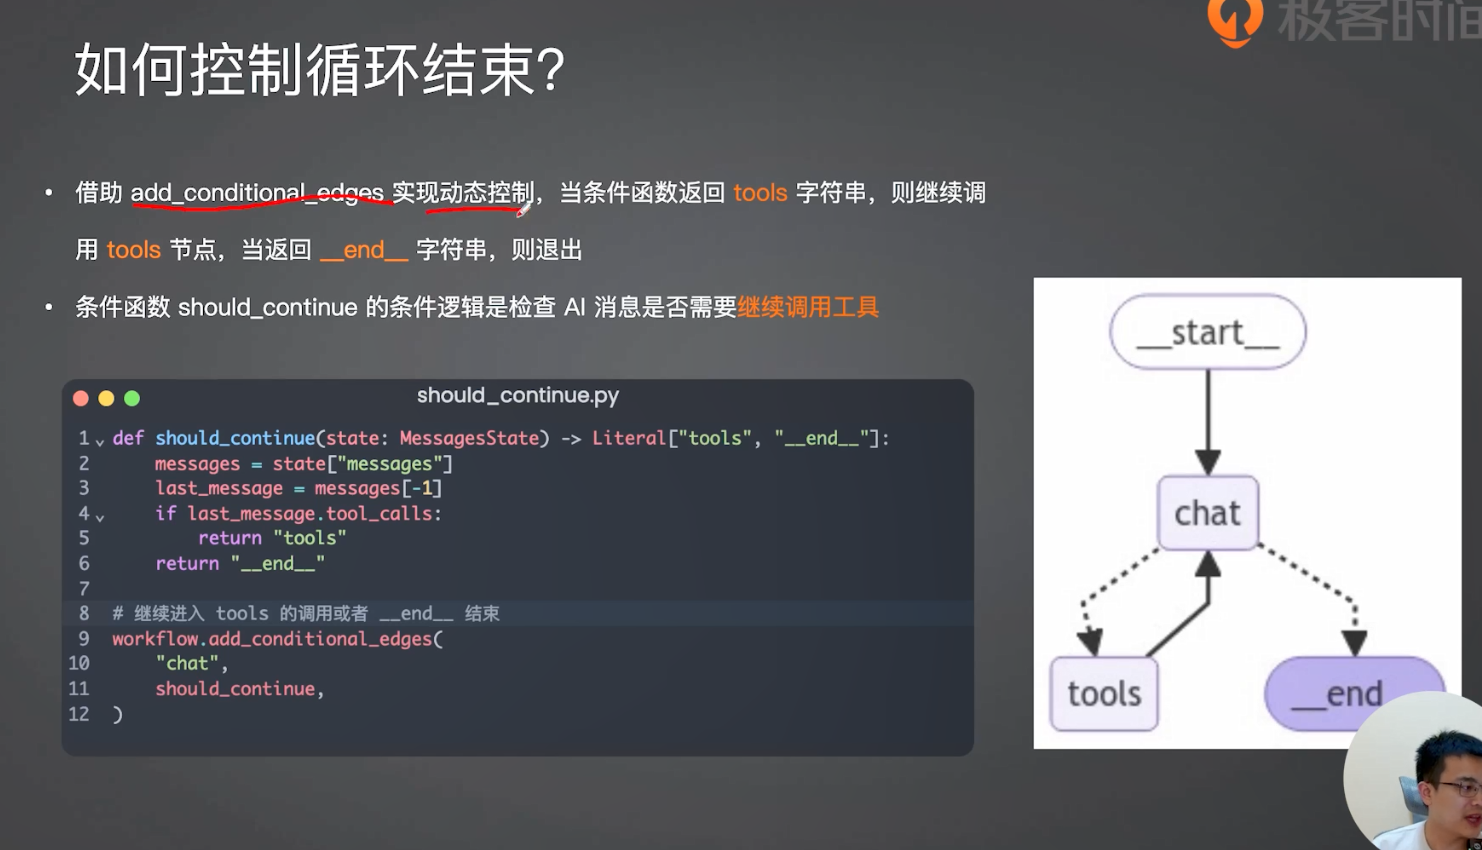 极客时间
如何控制循环结束？
• 借助 add_conditional_edges 实现动态控制，当条件函数返回 tools 字符串，则继续调
用 tools 节点，当返回 __end__ 字符串，则退出
• 条件函数 should_continue 的条件逻辑是检查 AI 消息是否需要继续调用工具
should_continue.py
1 def should_continue(state: MessagesState) -> Literal["tools", "__end__"]:
2     messages = state["messages"]
3     last_message = messages[-1]
4     if last_message.tool_calls:
5         return "tools"
6     return "__end__"
7
8 # 继续进入 tools 的调用或者 __end__ 结束
9 workflow.add_conditional_edges(
10     "chat",
11     should_continue,
12 )
__start__
chat
tools
__end